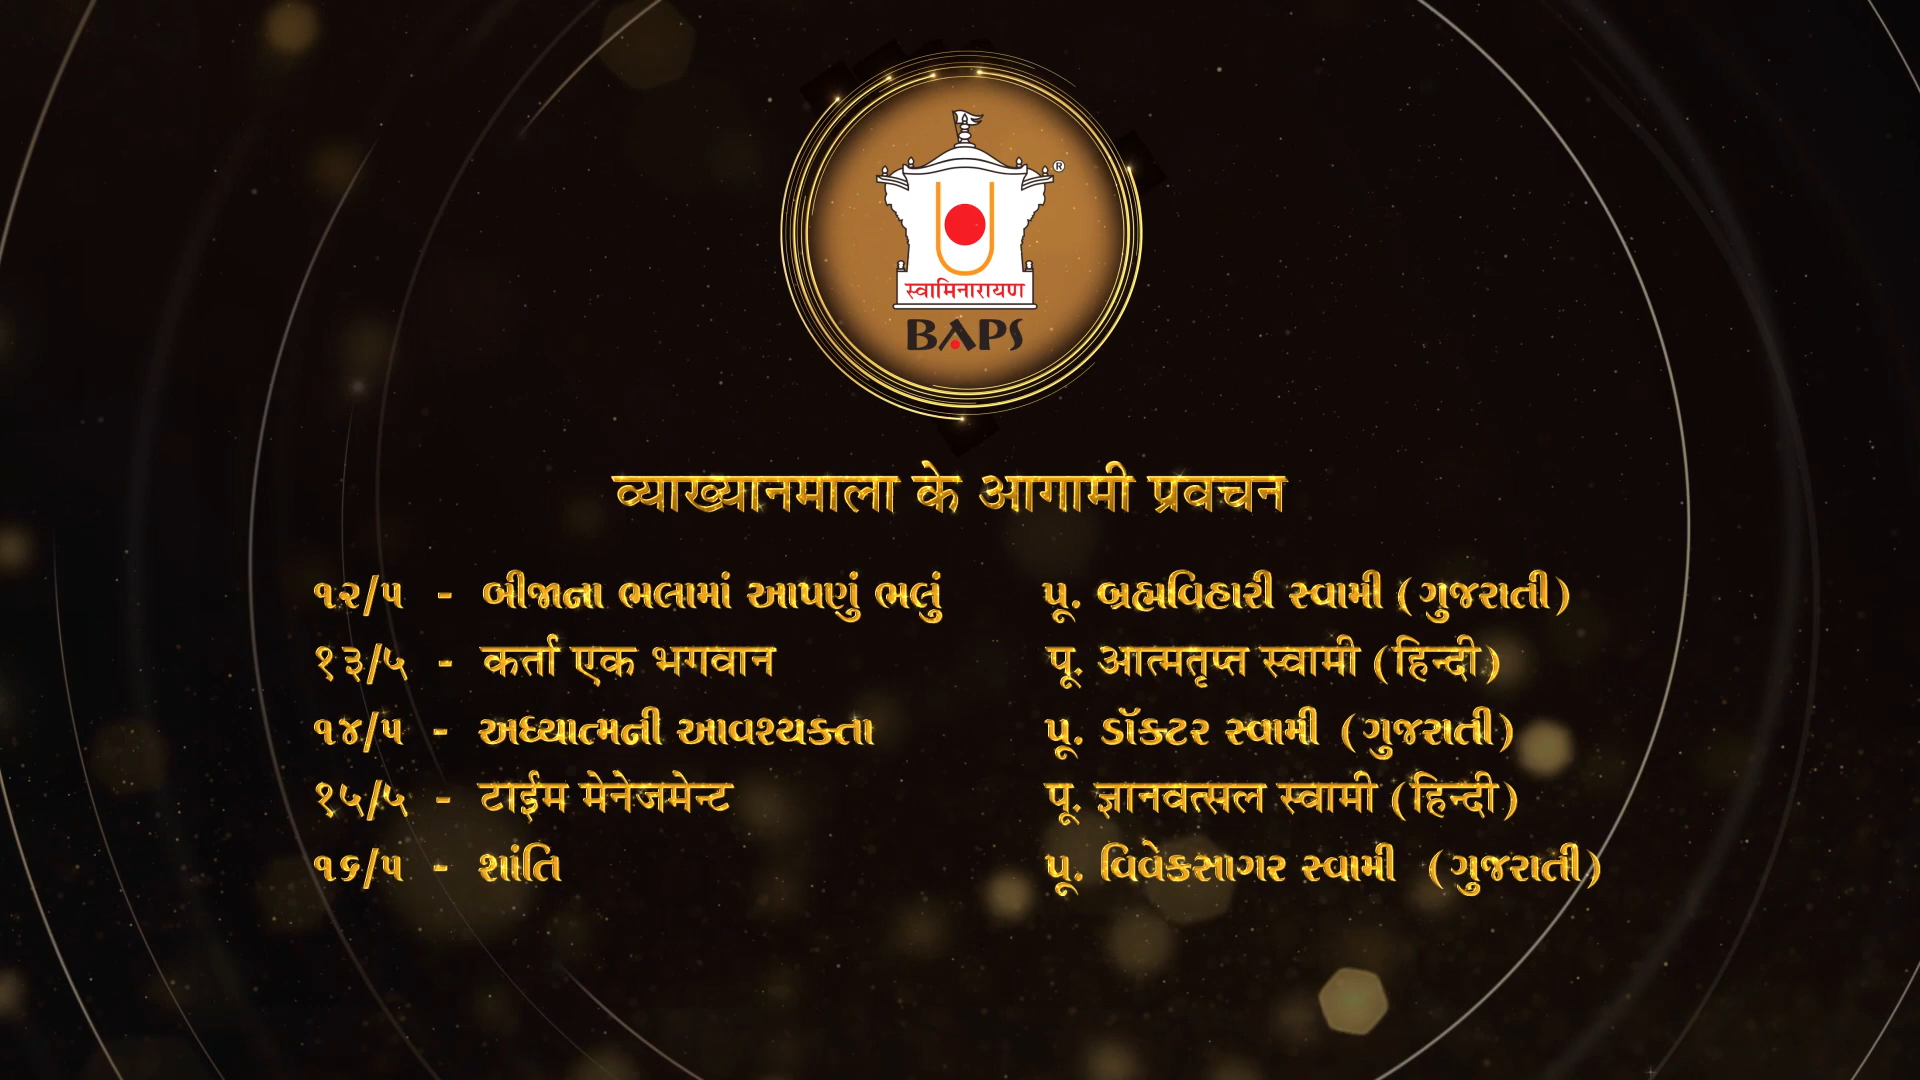 स्वामिनारायण
BAPS
व्याख्यानमाला के आगामी प्रवचन
૧૨/૫ - બીજાના ભલામાં આપણું ભલું પૂ. બ્રહ્મવિહારી સ્વામી (ગુજરાતી)
१३/५ - कर्ता एक भगवान पू. आत्मतृप्त स्वामी (हिन्दी)
૧૪/૫ - અધ્યાત્મની આવશ્યકતા પૂ. ડૉક્ટર સ્વામી (ગુજરાતી)
१५/५ - टाईम मेनेजमेन्ट पू. ज्ञानवत्सल स्वामी (हिन्दी)
૧૬/૫ - શાંતિ પૂ. વિવેકસાગર સ્વામી (ગુજરાતી)